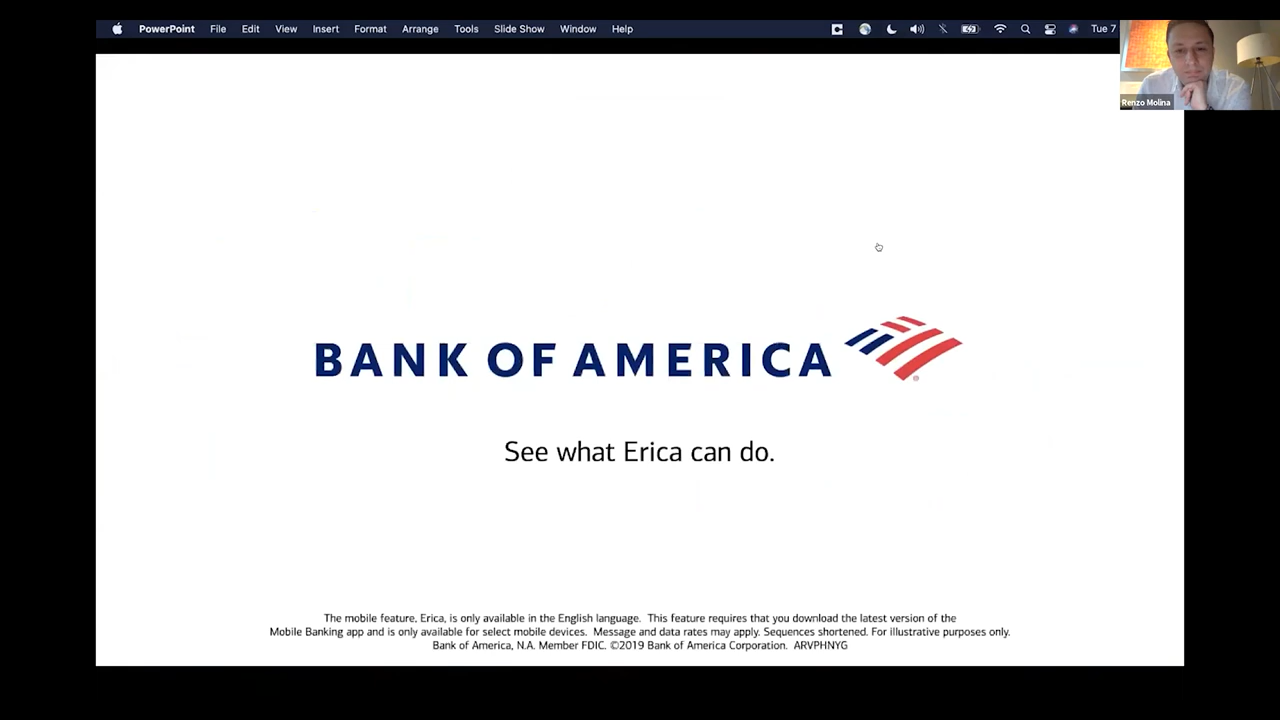 PowerPoint File Edit View Insert Format Arrange Tools Slide Show Window Help Tue 7
Renzo Molina
BANK OF AMERICA ®
See what Erica can do.
The mobile feature, Erica, is only available in the English language. This feature requires that you download the latest version of the
Mobile Banking app and is only available for select mobile devices. Message and data rates may apply. Sequences shortened. For illustrative purposes only.
Bank of America, N.A. Member FDIC. ©2019 Bank of America Corporation. ARVPHNYG